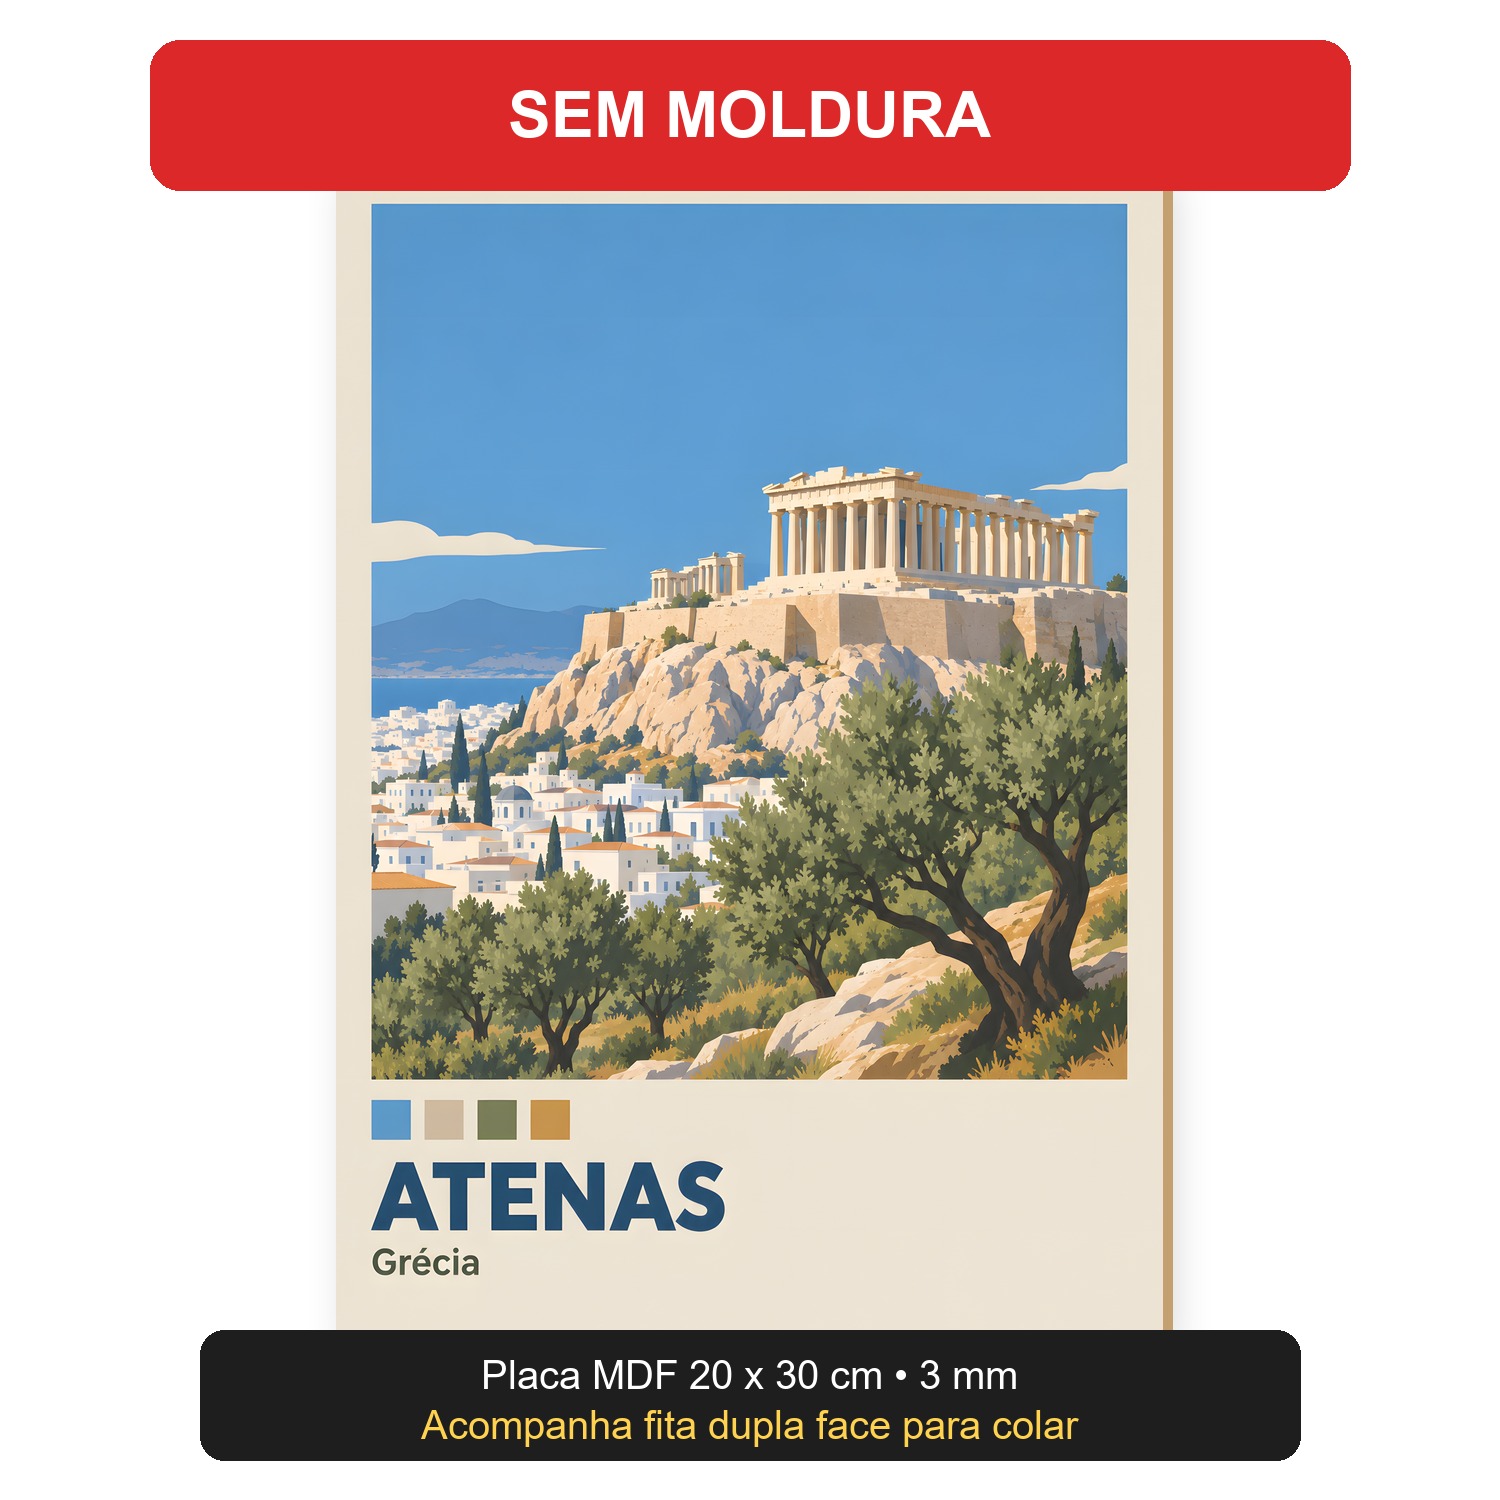 SEM MOLDURA
ATENAS
Grécia
Placa MDF 20 x 30 cm • 3 mm
Acompanha fita dupla face para colar